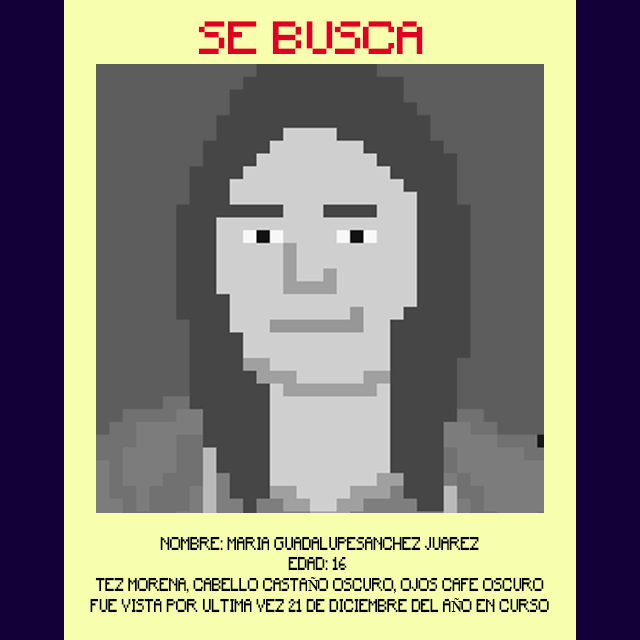 SE BUSCA
NOMBRE: MARIA GUADALUPESANCHEZ JUAREZ
EDAD: 16
TEZ MORENA, CABELLO CASTAÑO OSCURO, OJOS CAFE OSCURO
FUE VISTA POR ULTIMA VEZ 21 DE DICIEMBRE DEL AÑO EN CURSO